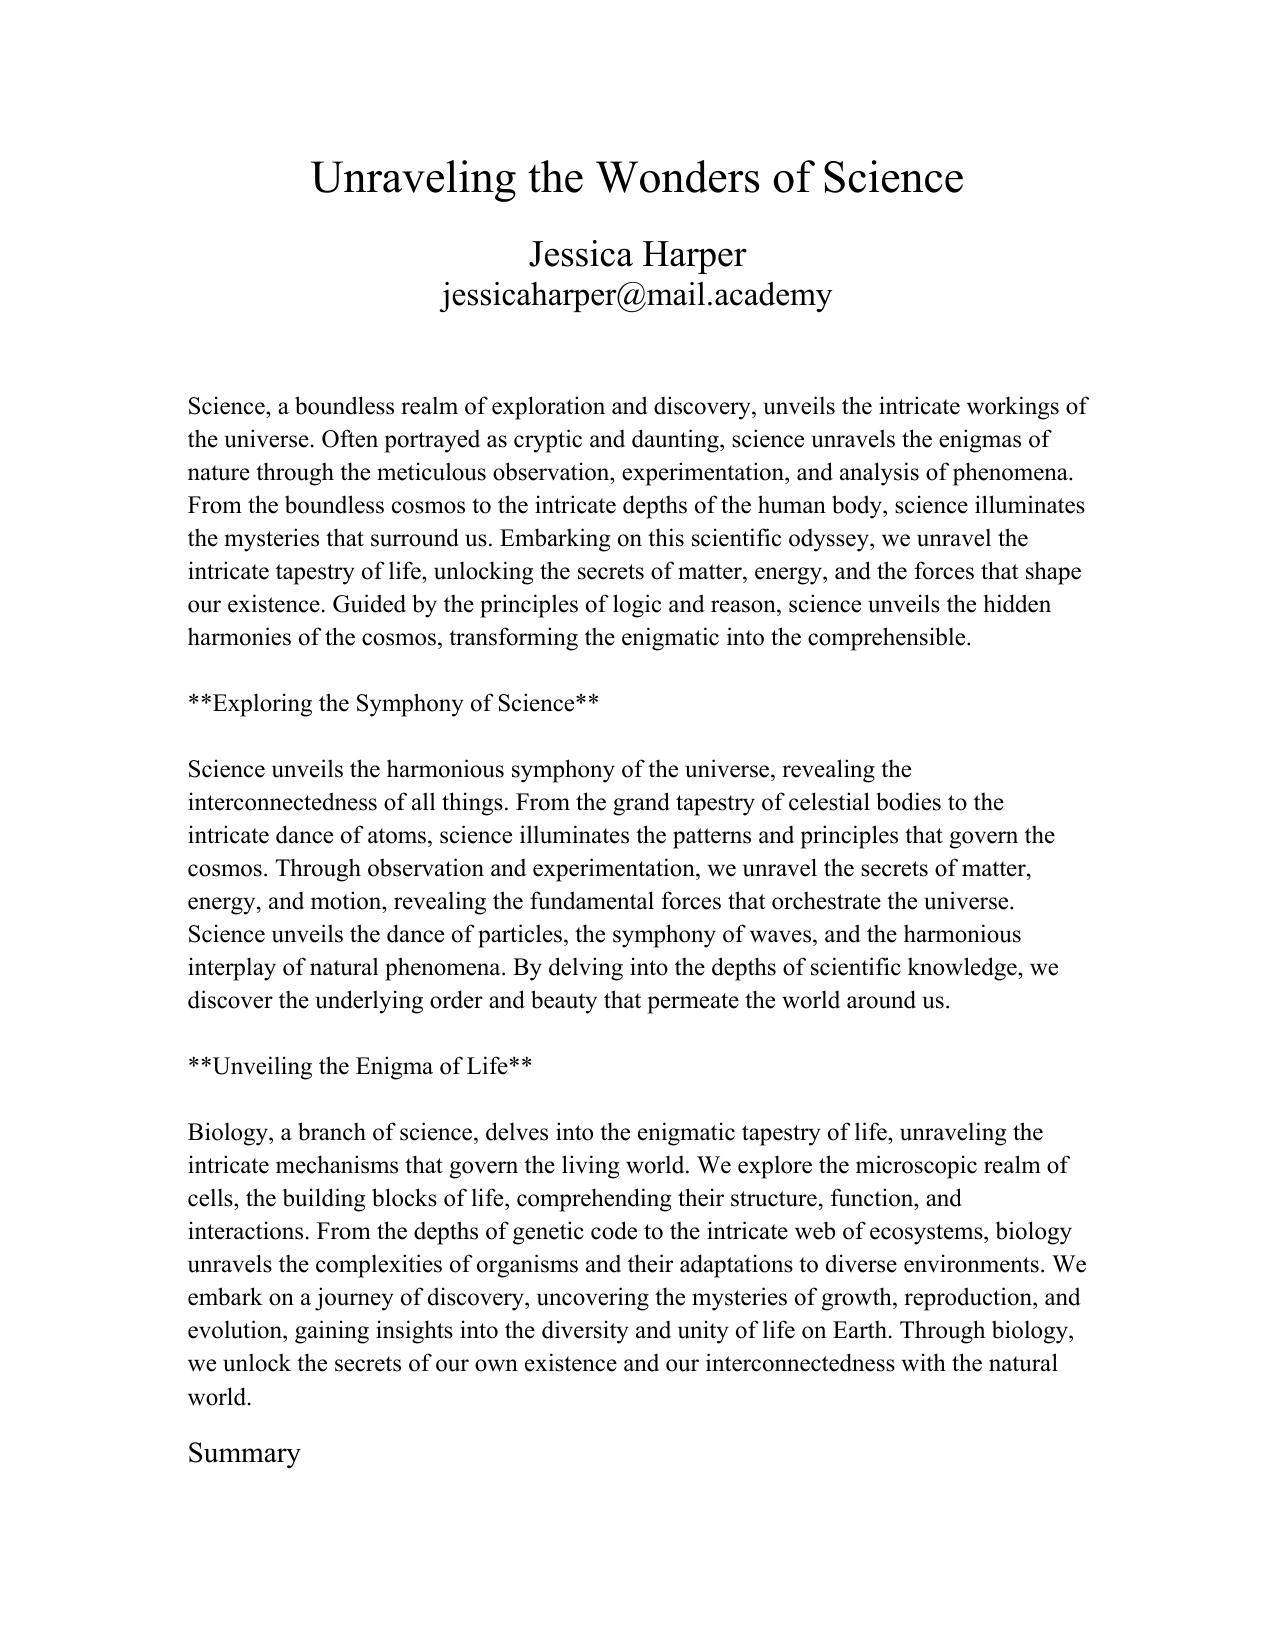 Unraveling the Wonders of Science
Jessica Harper
jessicaharper@mail.academy
Science, a boundless realm of exploration and discovery, unveils the intricate workings of
the universe. Often portrayed as cryptic and daunting, science unravels the enigmas of
nature through the meticulous observation, experimentation, and analysis of phenomena.
From the boundless cosmos to the intricate depths of the human body, science illuminates
the mysteries that surround us. Embarking on this scientific odyssey, we unravel the
intricate tapestry of life, unlocking the secrets of matter, energy, and the forces that shape
our existence. Guided by the principles of logic and reason, science unveils the hidden
harmonies of the cosmos, transforming the enigmatic into the comprehensible.
**Exploring the Symphony of Science**
Science unveils the harmonious symphony of the universe, revealing the
interconnectedness of all things. From the grand tapestry of celestial bodies to the
intricate dance of atoms, science illuminates the patterns and principles that govern the
cosmos. Through observation and experimentation, we unravel the secrets of matter,
energy, and motion, revealing the fundamental forces that orchestrate the universe.
Science unveils the dance of particles, the symphony of waves, and the harmonious
interplay of natural phenomena. By delving into the depths of scientific knowledge, we
discover the underlying order and beauty that permeate the world around us.
**Unveiling the Enigma of Life**
Biology, a branch of science, delves into the enigmatic tapestry of life, unraveling the
intricate mechanisms that govern the living world. We explore the microscopic realm of
cells, the building blocks of life, comprehending their structure, function, and
interactions. From the depths of genetic code to the intricate web of ecosystems, biology
unravels the complexities of organisms and their adaptations to diverse environments. We
embark on a journey of discovery, uncovering the mysteries of growth, reproduction, and
evolution, gaining insights into the diversity and unity of life on Earth. Through biology,
we unlock the secrets of our own existence and our interconnectedness with the natural
world.
Summary